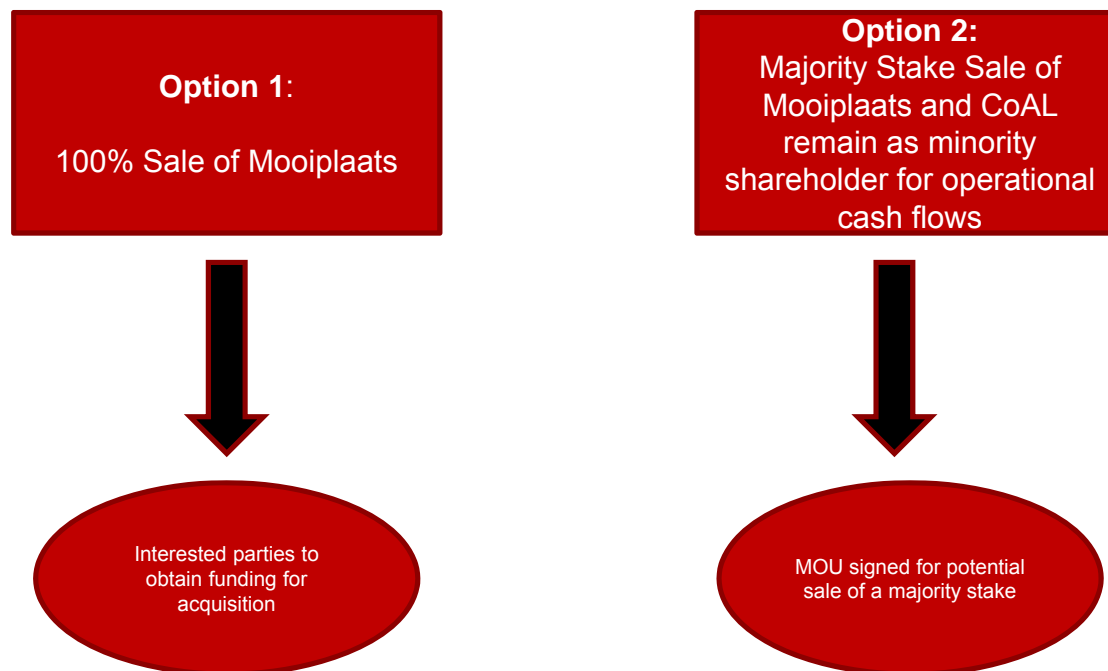 Option 1:
100% Sale of Mooiplaats
Option 2:
Majority Stake Sale of
Mooiplaats and CoAL
remain as minority
shareholder for operational
cash flows
Interested parties to
obtain funding for
acquisition
MOU signed for potential
sale of a majority stake